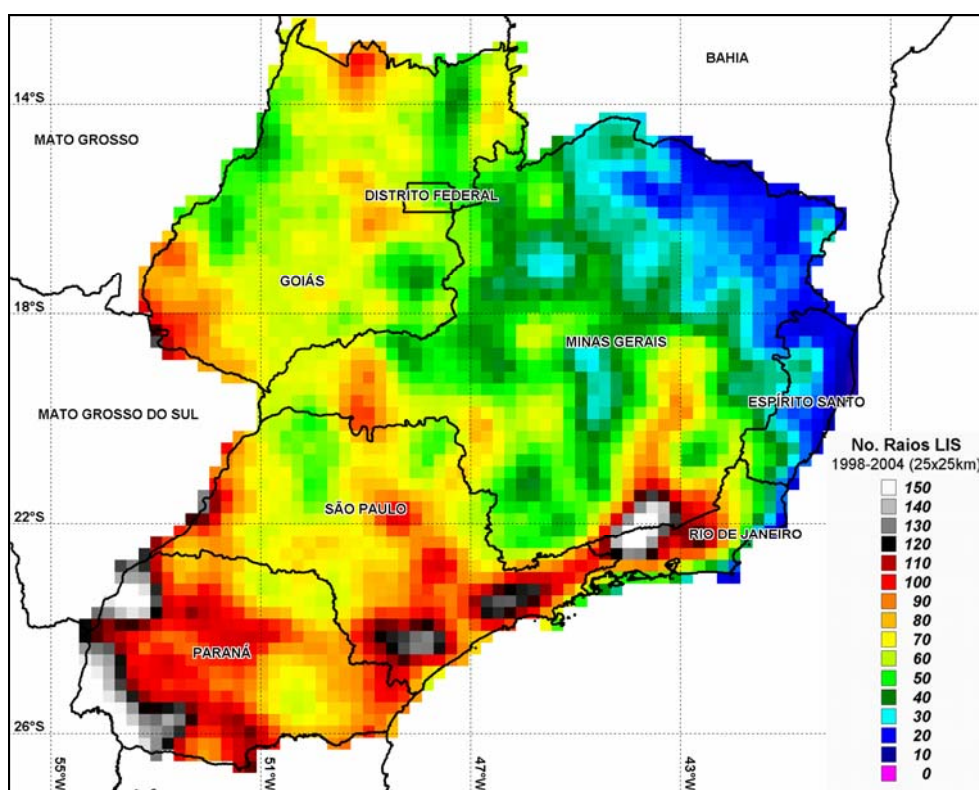 BAHIA
14°S
MATO GROSSO
DISTRITO FEDERAL
GOIÁS
18°S
MINAS GERAIS
MATO GROSSO DO SUL
ESPÍRITO SANTO
No. Raios LIS
1998-2004 (25x25km)
150
140
130
120
110
100
90
80
70
60
50
40
30
20
10
0
SÃO PAULO
22°S
RIO DE JANEIRO
PARANÁ
26°S
55°W
51°W
47°W
43°W